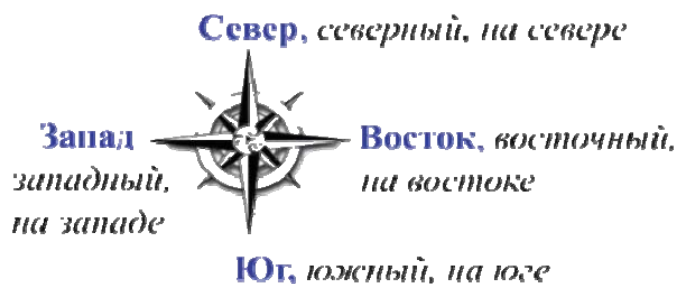 Север, северный, на севере
Запад
западный,
на западе
Восток, восточный,
на востоке
Юг, южный, на юге